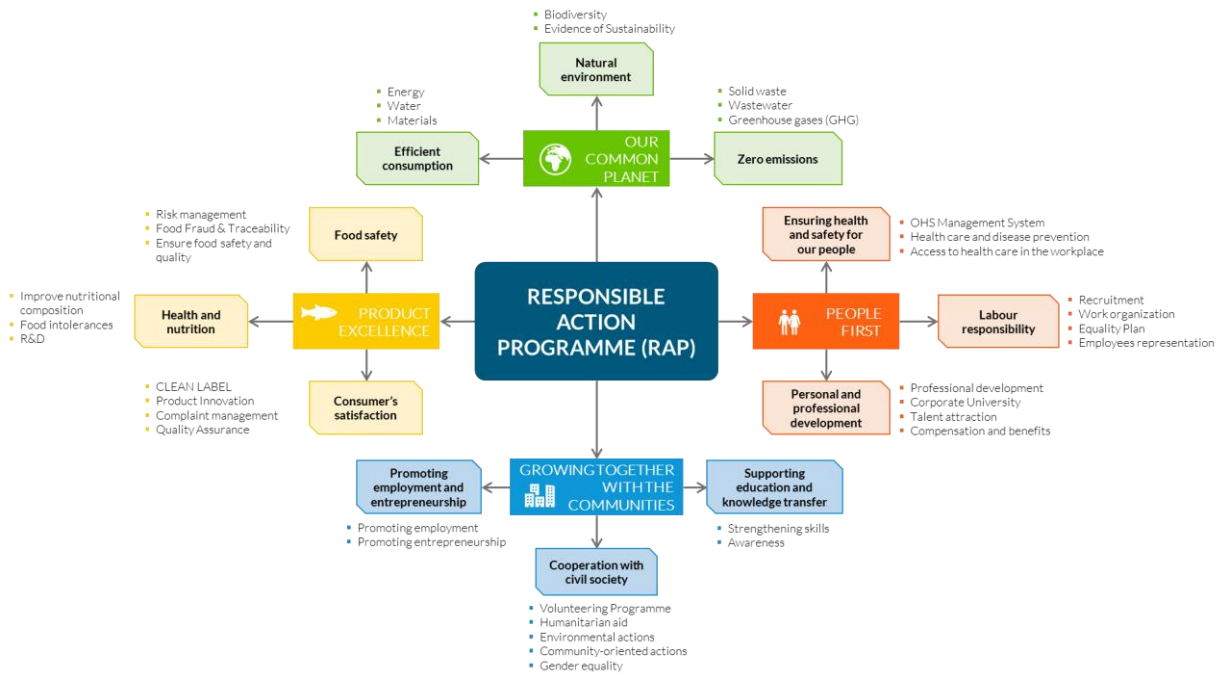 Biodiversity
Evidence of Sustainability
Natural
environment
Energy
Water
Materials
Solid waste
Wastewater
Greenhouse gases (GHG)
Efficient
consumption
OUR
COMMON
PLANET
Zero emissions
Risk management
Food Fraud & Traceability
Ensure food safety and
quality
Food safety
Ensuring health
and safety for
our people
OHS Management System
Health care and disease prevention
Access to health care in the workplace
Improve nutritional
composition
Food intolerances
R&D
Health and
nutrition
PRODUCT
EXCELLENCE
RESPONSIBLE
ACTION
PROGRAMME (RAP)
PEOPLE
FIRST
Labour
responsibility
Recruitment
Work organization
Equality Plan
Employees representation
CLEAN LABEL
Product Innovation
Complaint management
Quality Assurance
Consumer's
satisfaction
Personal and
professional
development
Professional development
Corporate University
Talent attraction
Compensation and benefits
Promoting
employment and
entrepreneurship
GROWING TOGETHER
WITH THE
COMMUNITIES
Supporting
education and
knowledge transfer
Promoting employment
Promoting entrepreneurship
Strengthening skills
Awareness
Cooperation with
civil society
Volunteering Programme
Humanitarian aid
Environmental actions
Community-oriented actions
Gender equality